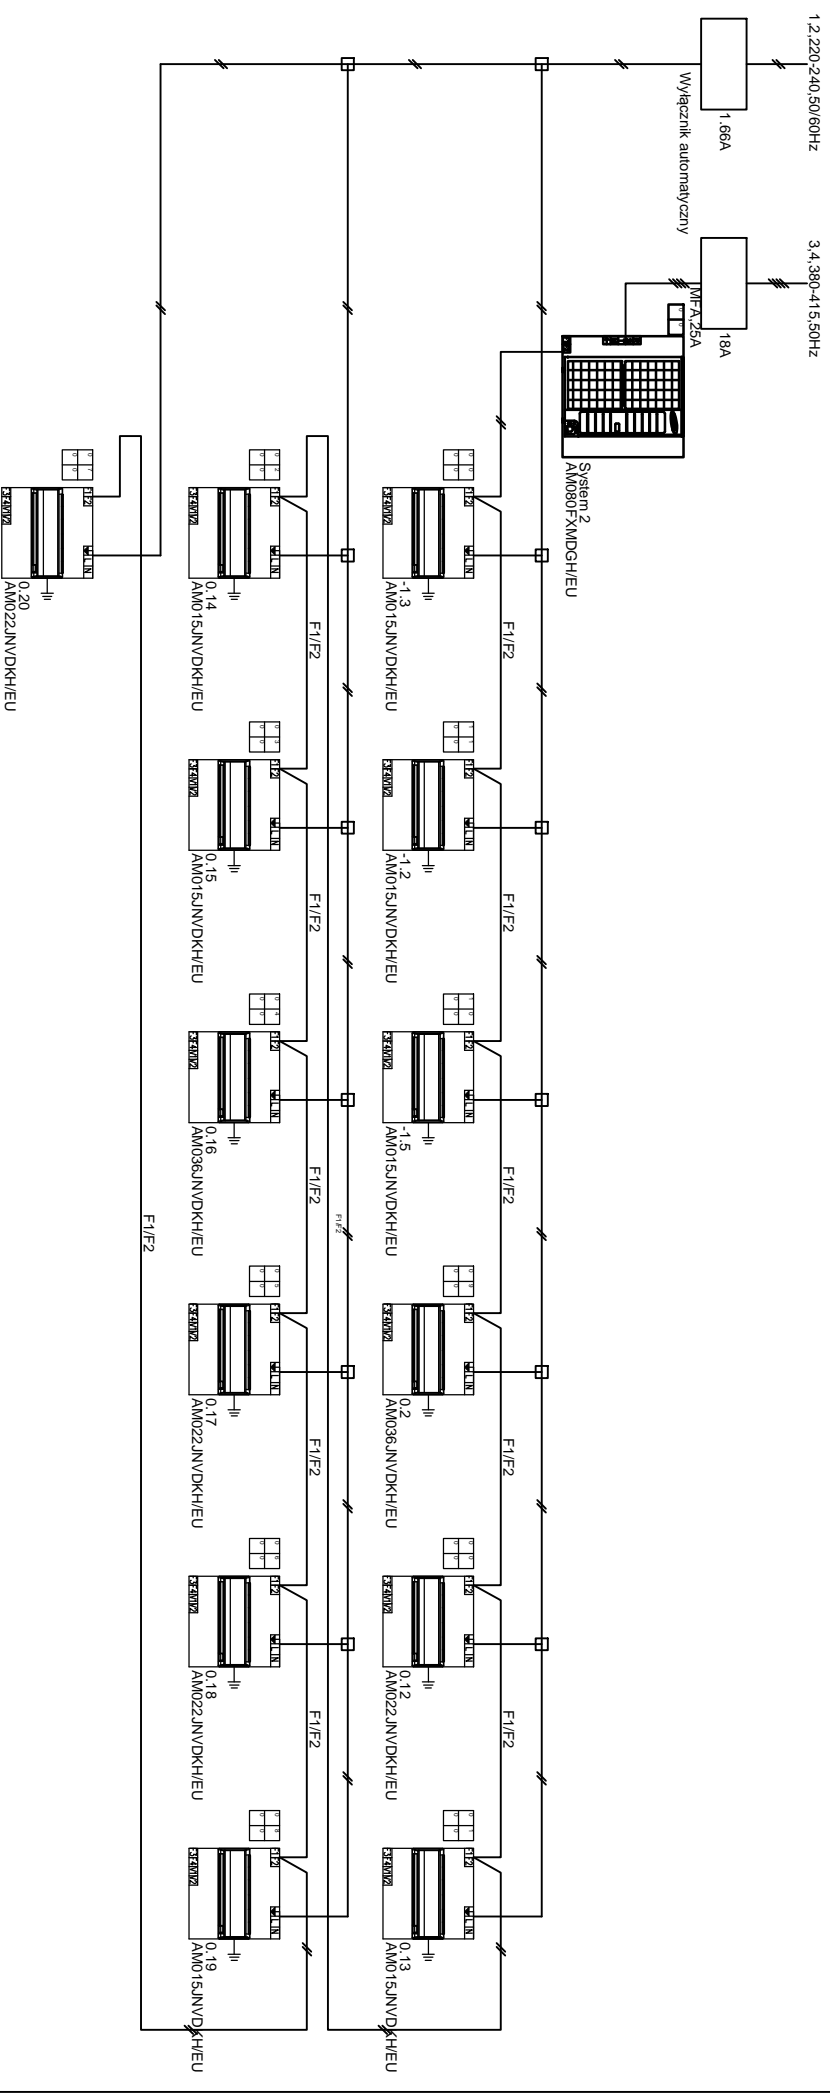 1,2,220-240,50/60Hz
1.66A
Wyłącznik automatyczny
3,4,380-415,50Hz
18A
MFA,25A
System 2
AM080FXMDGH/EU
-1.3
AM015JNVDKH/EU
F1/F2
-1.2
AM015JNVDKH/EU
F1/F2
-1.5
AM015JNVDKH/EU
F1/F2
0.2
AM036JNVDKH/EU
F1/F2
0.12
AM022JNVDKH/EU
F1/F2
0.13
AM015JNVDKH/EU
0.14
AM015JNVDKH/EU
F1/F2
0.15
AM015JNVDKH/EU
F1/F2
0.16
AM036JNVDKH/EU
F1/F2
F1/F2
0.17
AM022JNVDKH/EU
F1/F2
0.18
AM022JNVDKH/EU
F1/F2
0.19
AM015JNVDKH/EU
0.20
AM022JNVDKH/EU
F1/F2